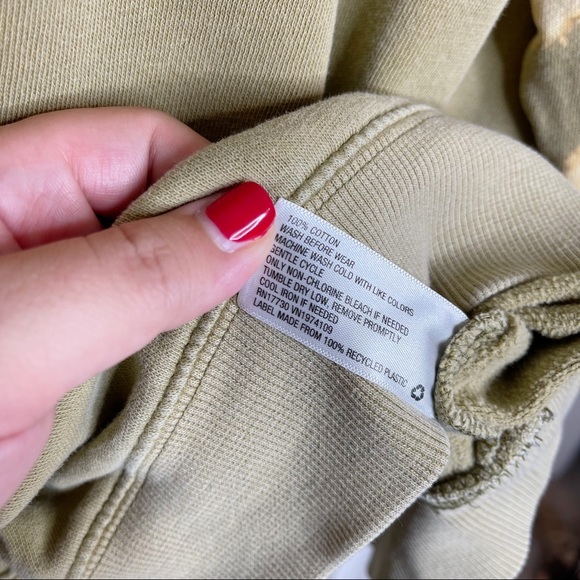 100% COTTON
WASH BEFORE WEAR
MACHINE WASH COLD WITH LIKE COLORS
GENTLE CYCLE
ONLY NON-CHLORINE BLEACH IF NEEDED
TUMBLE DRY LOW, REMOVE PROMPTLY
COOL IRON IF NEEDED
RN17730 VN1974109
LABEL MADE FROM 100% RECYCLED PLASTIC